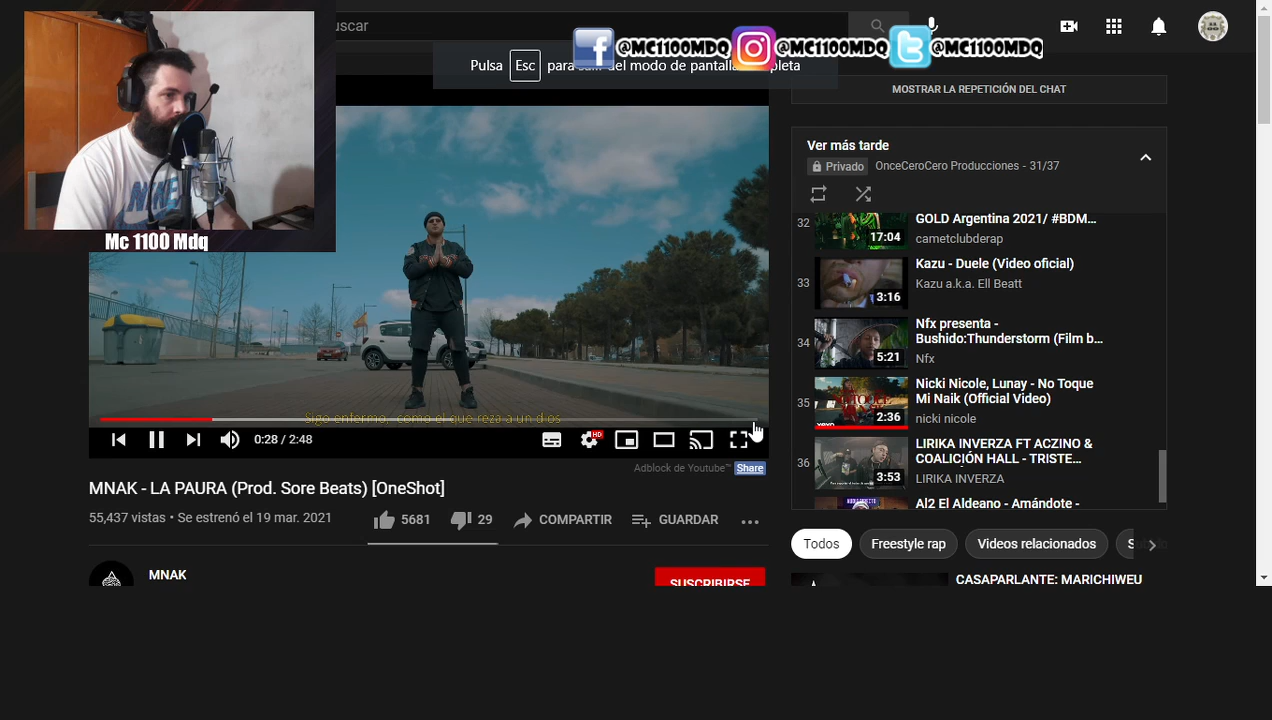 uscar
@MC1100MDQ @MC1100MDQ @MC1100MDQ
Pulsa Esc para salir del modo de pantalla completa
MOSTRAR LA REPETICIÓN DEL CHAT
Mc 1100 Mdq
Ver más tarde
Privado OnceCeroCero Producciones - 31/37
32
GOLD Argentina 2021/ #BDM...
cametclubderap
17:04
33
Kazu - Duele (Video oficial)
Kazu a.k.a. Ell Beatt
3:16
34
Nfx presenta -
Bushido:Thunderstorm (Film b...
Nfx
5:21
35
Nicki Nicole, Lunay - No Toque
Mi Naik (Official Video)
nicki nicole
2:36
36
LIRIKA INVERZA FT ACZINO &
COALICIÓN HALL - TRISTE...
LIRIKA INVERZA
3:53
Al2 El Aldeano - Amándote -
Sigo enfermo, como el que reza a un dios
0:28 / 2:48
HD
Adblock de Youtube™ Share
MNAK - LA PAURA (Prod. Sore Beats) [OneShot]
55,437 vistas • Se estrenó el 19 mar. 2021
5681 29 COMPARTIR GUARDAR
Todos Freestyle rap Videos relacionados S
MNAK
SUSCRIBIRSE
CASAPARLANTE: MARICHIWEU